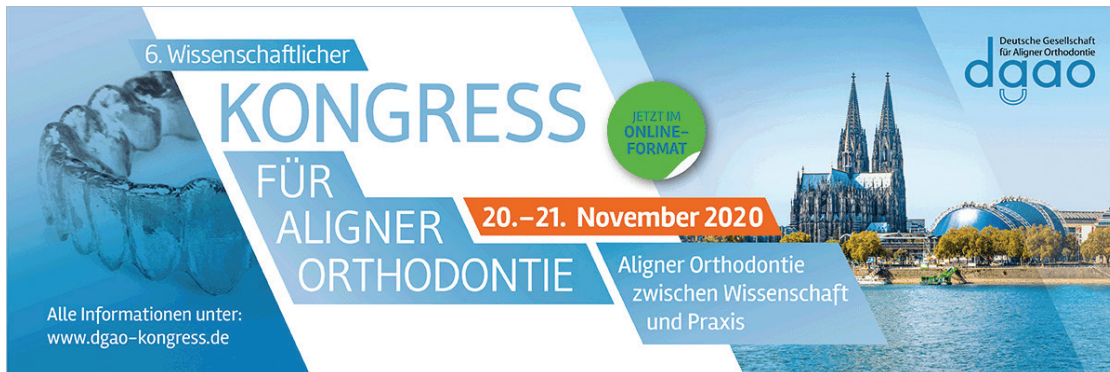 6. Wissenschaftlicher
KONGRESS
FÜR
ALIGNER
ORTHODONTIE
JETZT IM
ONLINE-
FORMAT
20.–21. November 2020
Aligner Orthodontie
zwischen Wissenschaft
und Praxis
Alle Informationen unter:
www.dgao-kongress.de
Deutsche Gesellschaft
für Aligner Orthodontie
dgao